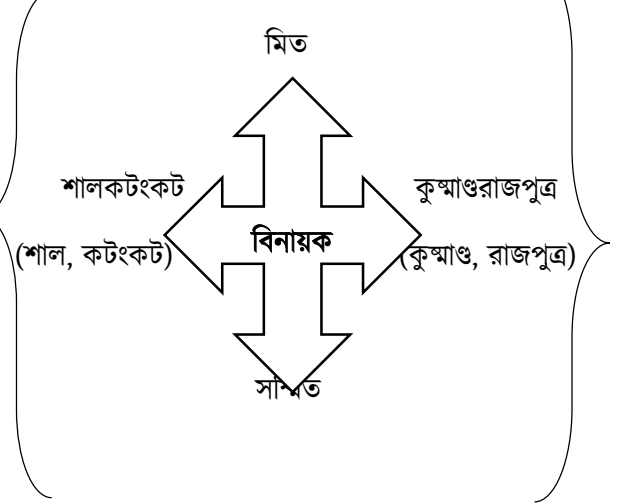 মিত
শালকটংকট
কুষ্মাণ্ডরাজপুত্র
বিনায়ক
(শাল, কটংকট)
(কুষ্মাণ্ড, রাজপুত্র)
সম্মিত